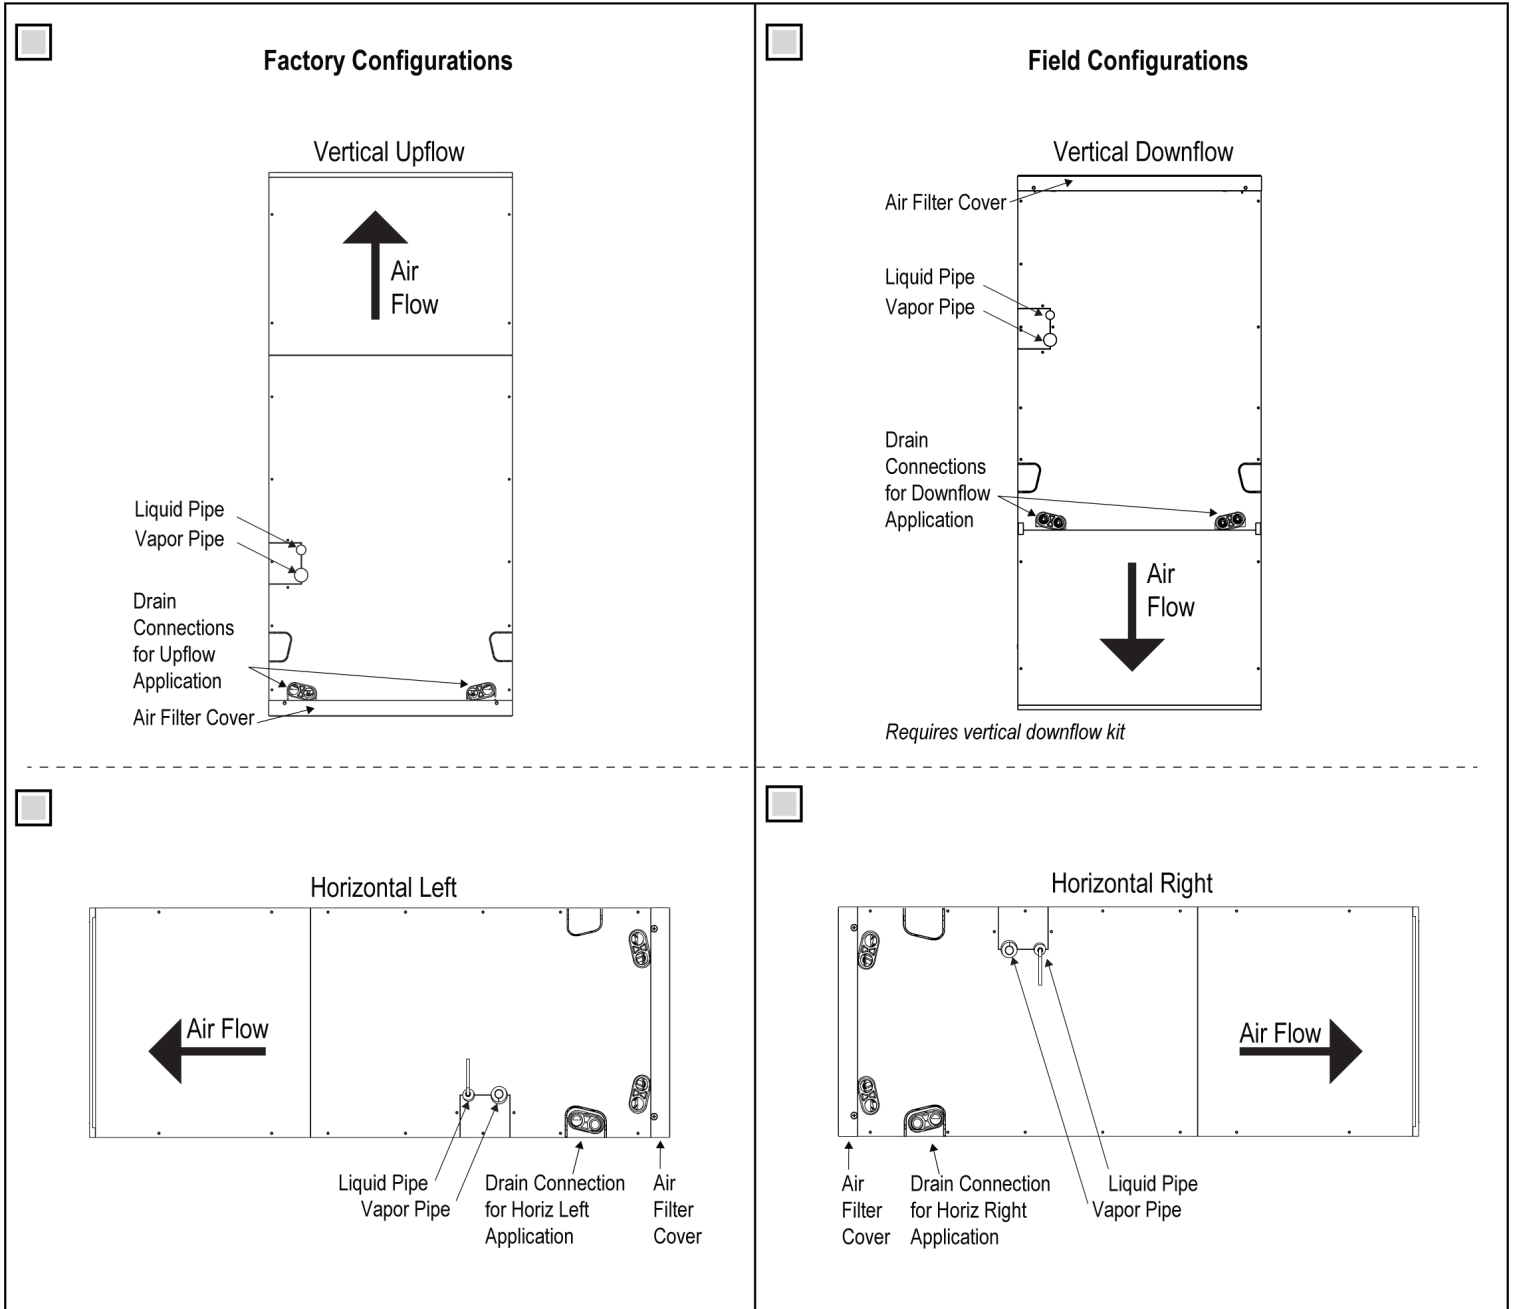 Factory Configurations
Vertical Upflow
Air
Flow
Liquid Pipe
Vapor Pipe
Drain
Connections
for Upflow
Application
Air Filter Cover
Field Configurations
Vertical Downflow
Air Filter Cover
Liquid Pipe
Vapor Pipe
Drain
Connections
for Downflow
Application
Air
Flow
Requires vertical downflow kit
Horizontal Left
Air Flow
Liquid Pipe
Vapor Pipe
Drain Connection
for Horiz Left
Application
Air
Filter
Cover
Horizontal Right
Air Flow
Air
Filter
Cover
Drain Connection
for Horiz Right
Application
Liquid Pipe
Vapor Pipe